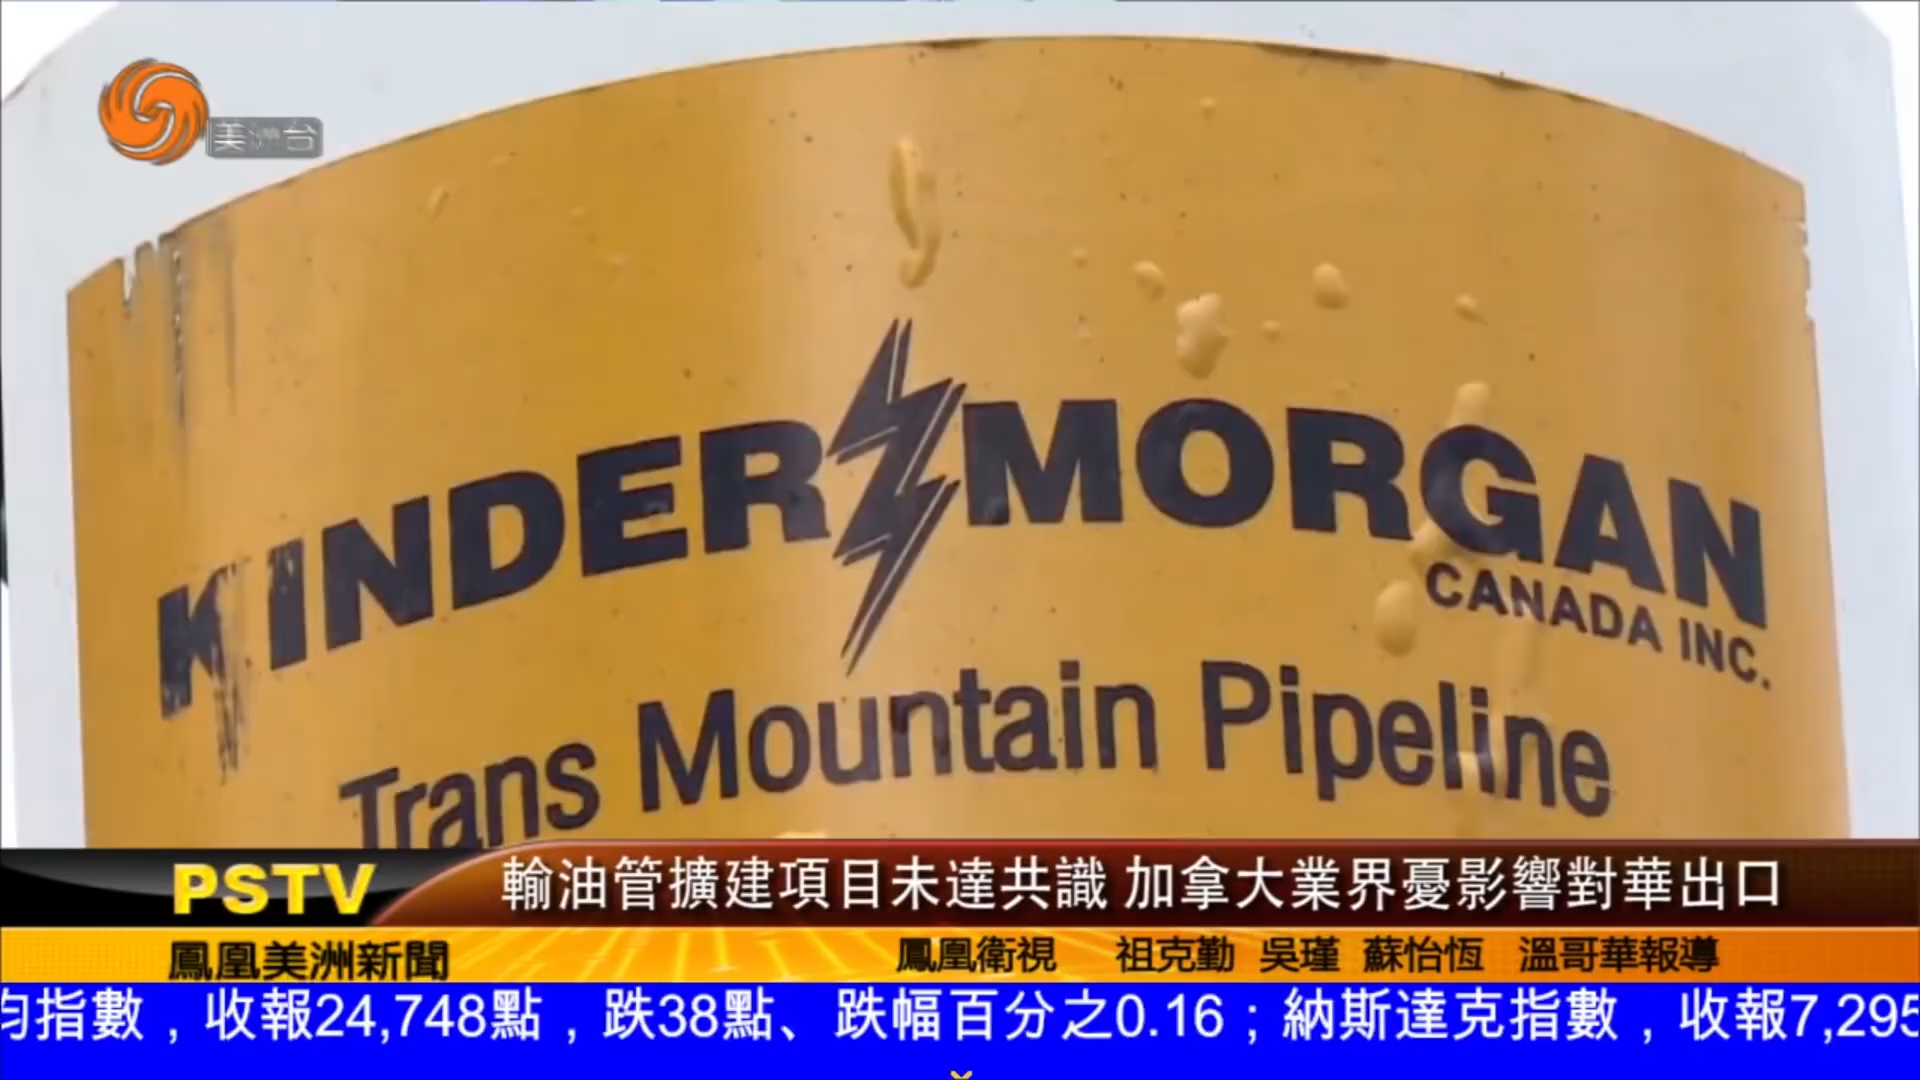 美洲台
KINDER MORGAN
CANADA INC.
Trans Mountain Pipeline
PSTV 輸油管擴建項目未達共識 加拿大業界憂影響對華出口
鳳凰美洲新聞 鳳凰衛視 祖克勤 吳瑾 蘇怡恆 溫哥華報導
均指數，收報24,748點，跌38點、跌幅百分之0.16；納斯達克指數，收報7,295